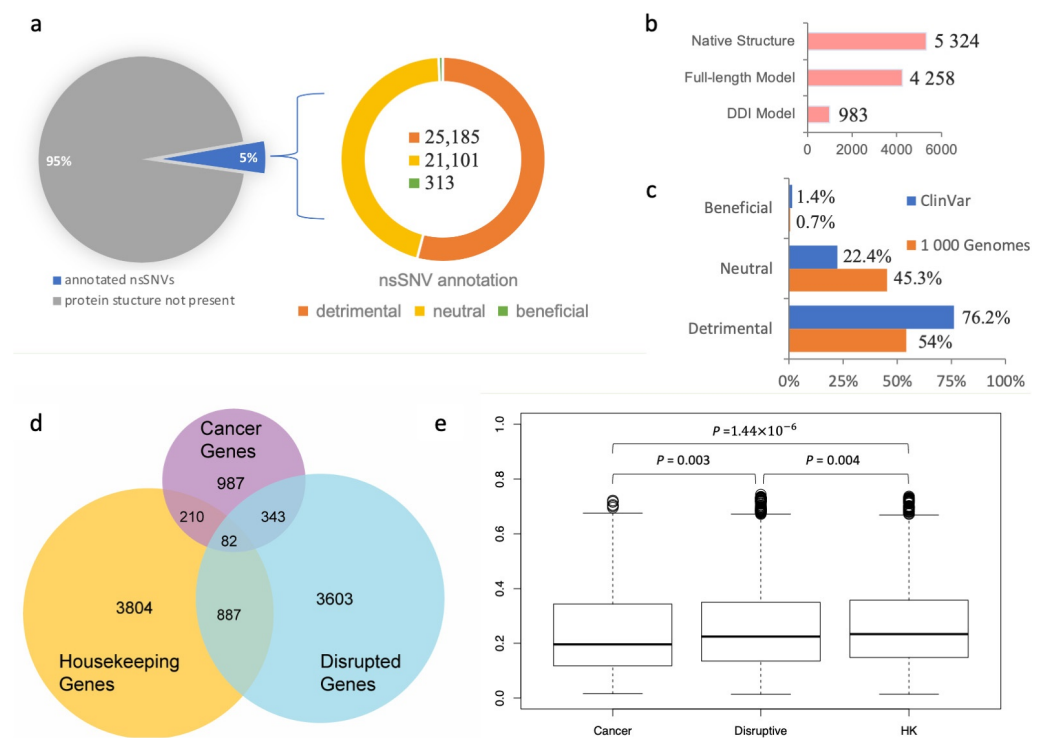 a
95%
5%
25,185
21,101
313
annotated nsSNVs
protein stucture not present
nsSNV annotation
detrimental neutral beneficial
b
Native Structure 5 324
Full-length Model 4 258
DDI Model 983
0 2000 4000 6000
c
ClinVar
1 000 Genomes
Beneficial 1.4%
0.7%
Neutral 22.4%
45.3%
Detrimental 76.2%
54%
0% 25% 50% 75% 100%
d
Cancer
Genes
987
210 343
82
3804 887 3603
Housekeeping
Genes
Disrupted
Genes
e
P =1.44×10⁻⁶
P = 0.003 P = 0.004
1.0
0.8
0.6
0.4
0.2
0.0
Cancer Disruptive HK